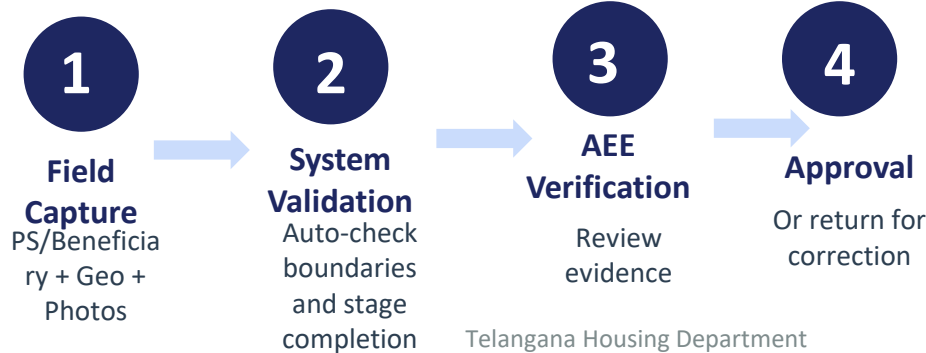 1
Field
Capture
PS/Beneficia
ry + Geo +
Photos
2
System
Validation
Auto-check
boundaries
and stage
completion
3
AEE
Verification
Review
evidence
4
Approval
Or return for
correction
Telangana Housing Department